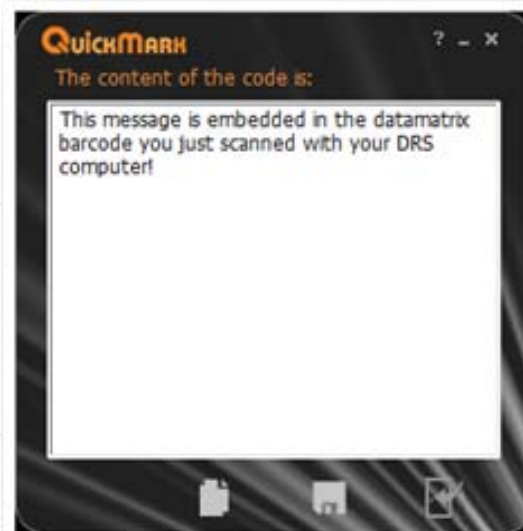 QuickMark
? – ×
The content of the code is:
This message is embedded in the datamatrix
barcode you just scanned with your DRS
computer!